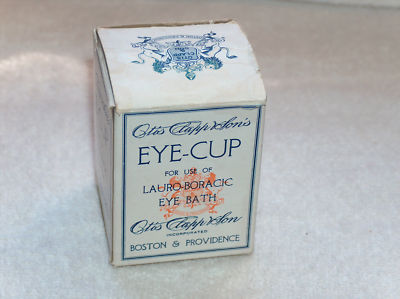 Otis Clapp & Son's
EYE-CUP
FOR USE OF
LAURO-BORACIC
EYE BATH
Otis Clapp & Son
INCORPORATED
BOSTON & PROVIDENCE